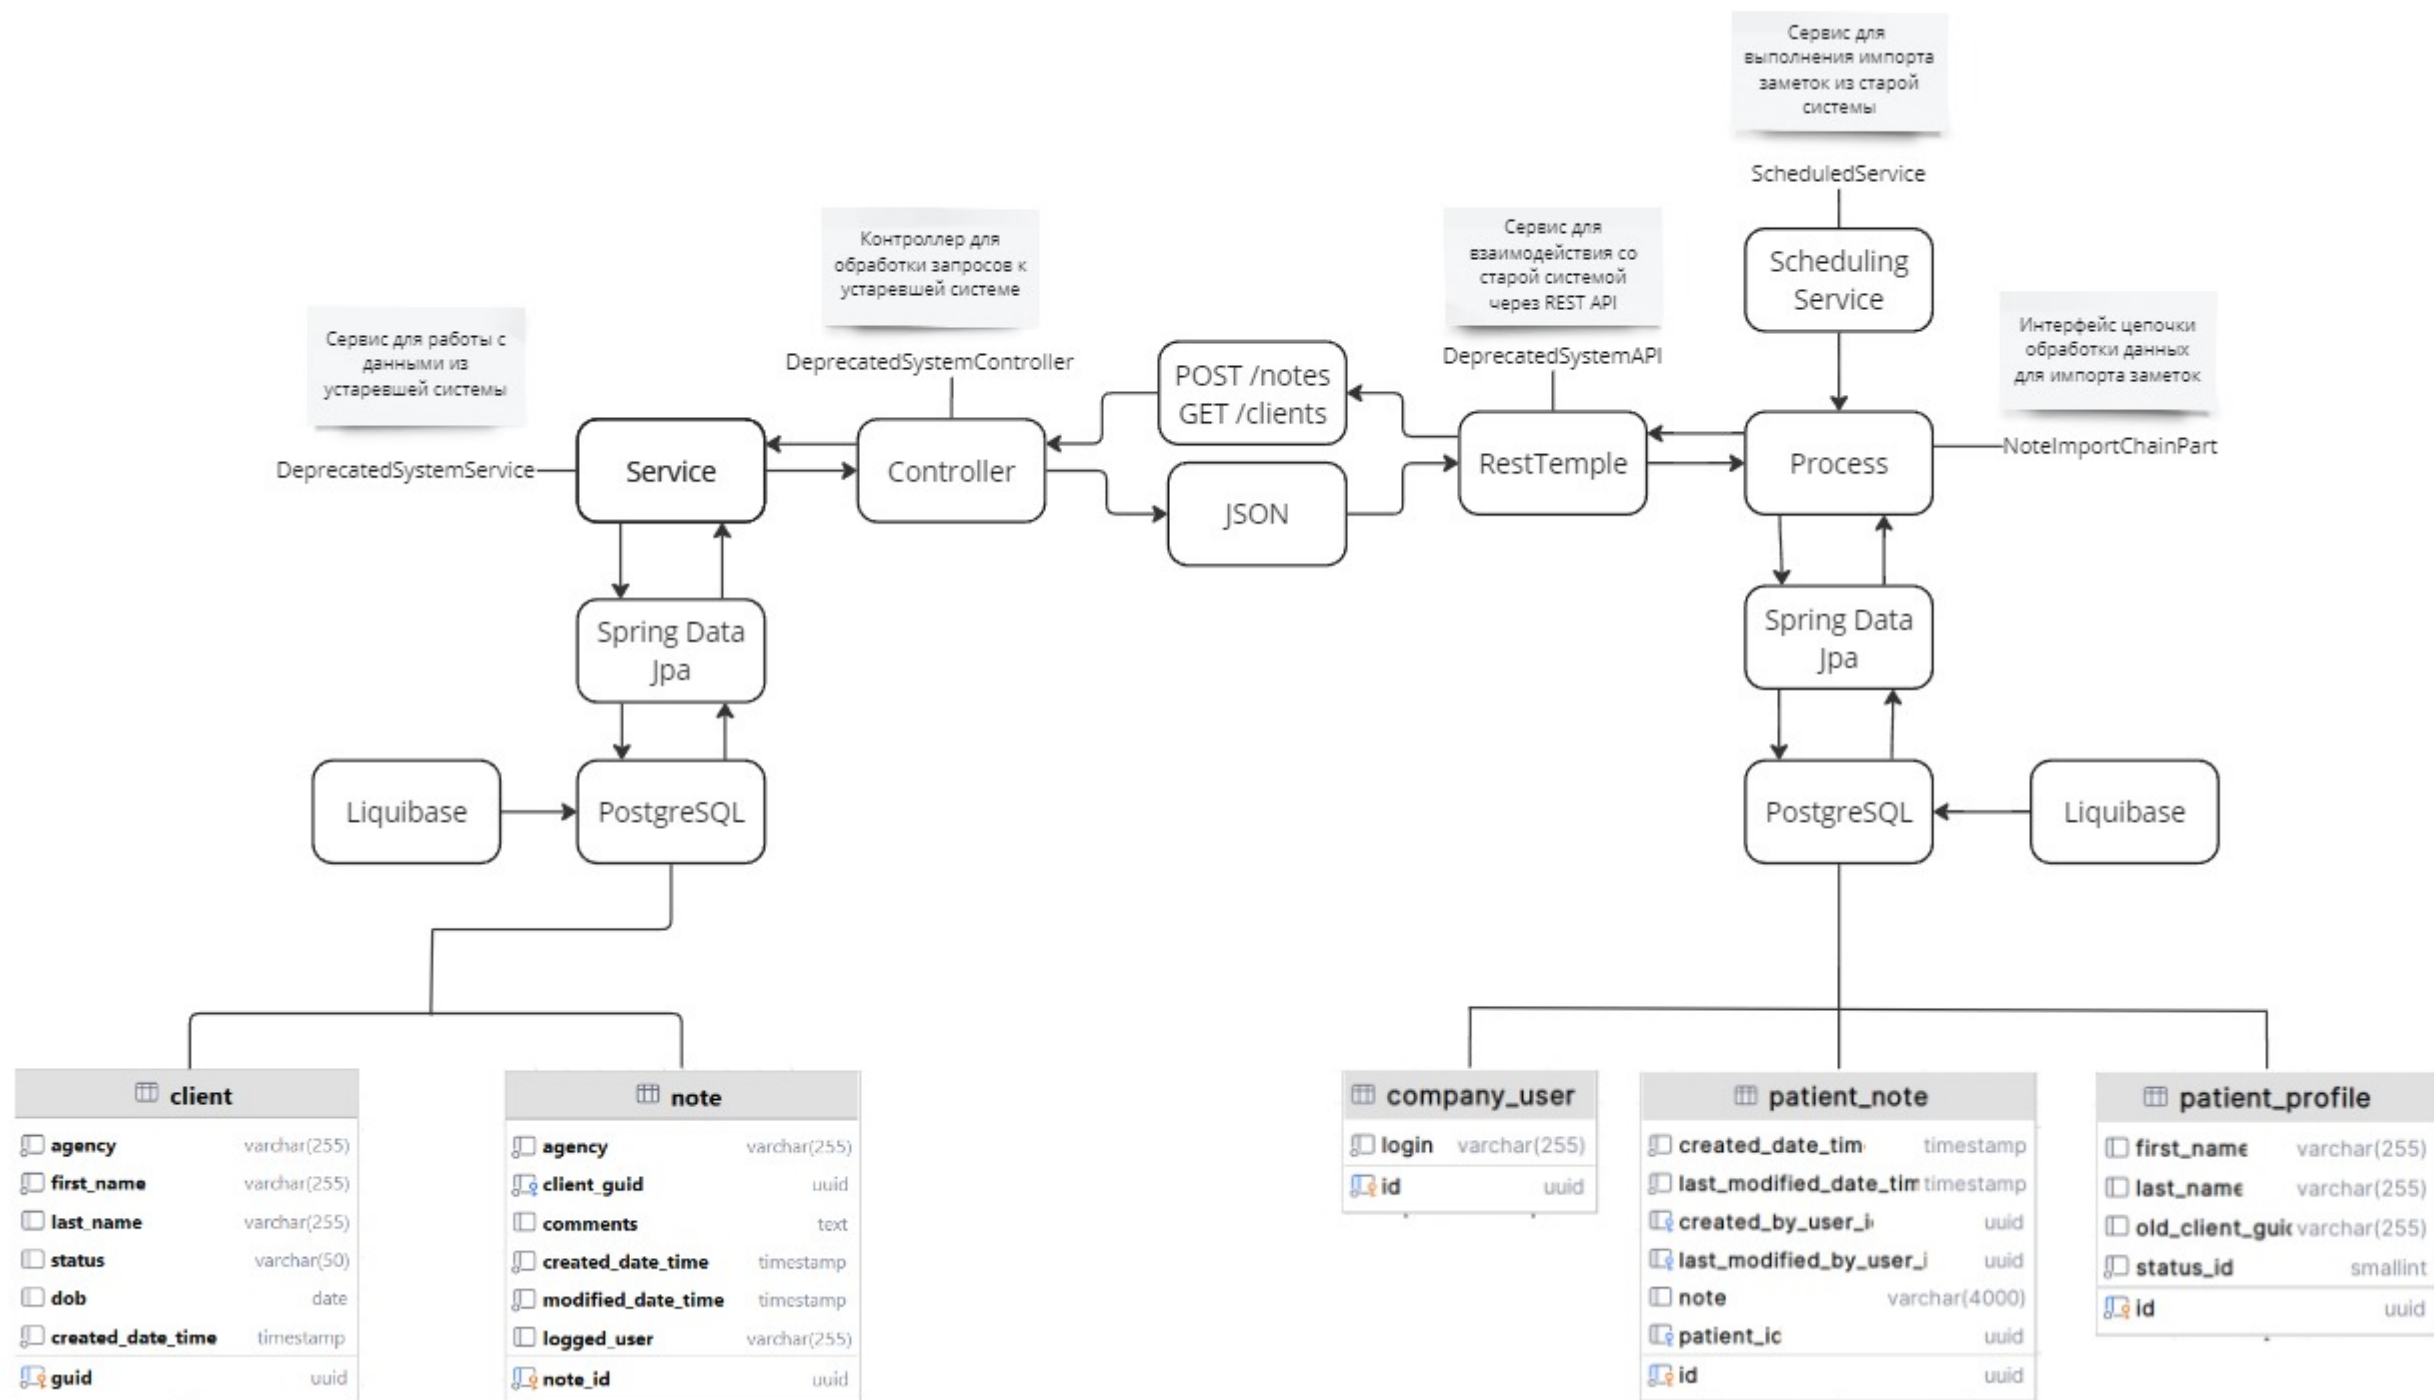 Сервис для
выполнения импорта
заметок из старой
системы
ScheduledService
Scheduling
Service
Контроллер для
обработки запросов к
устаревшей системе
DeprecatedSystemController
Сервис для
взаимодействия со
старой системой
через REST API
DeprecatedSystemAPI
Интерфейс цепочки
обработки данных
для импорта заметок
NoteImportChainPart
Сервис для работы с
данными из
устаревшей системы
DeprecatedSystemService
Service
Controller
POST /notes
GET /clients
JSON
RestTemple
Process
Spring Data
Jpa
Spring Data
Jpa
Liquibase
PostgreSQL
PostgreSQL
Liquibase
client
agency varchar(255)
first_name varchar(255)
last_name varchar(255)
status varchar(50)
dob date
created_date_time timestamp
guid uuid
note
agency varchar(255)
client_guid uuid
comments text
created_date_time timestamp
modified_date_time timestamp
logged_user varchar(255)
note_id uuid
company_user
login varchar(255)
id uuid
patient_note
created_date_tim timestamp
last_modified_date_tim timestamp
created_by_user_i uuid
last_modified_by_user_i uuid
note varchar(4000)
patient_ic uuid
id uuid
patient_profile
first_name varchar(255)
last_name varchar(255)
old_client_guic varchar(255)
status_id smallint
id uuid